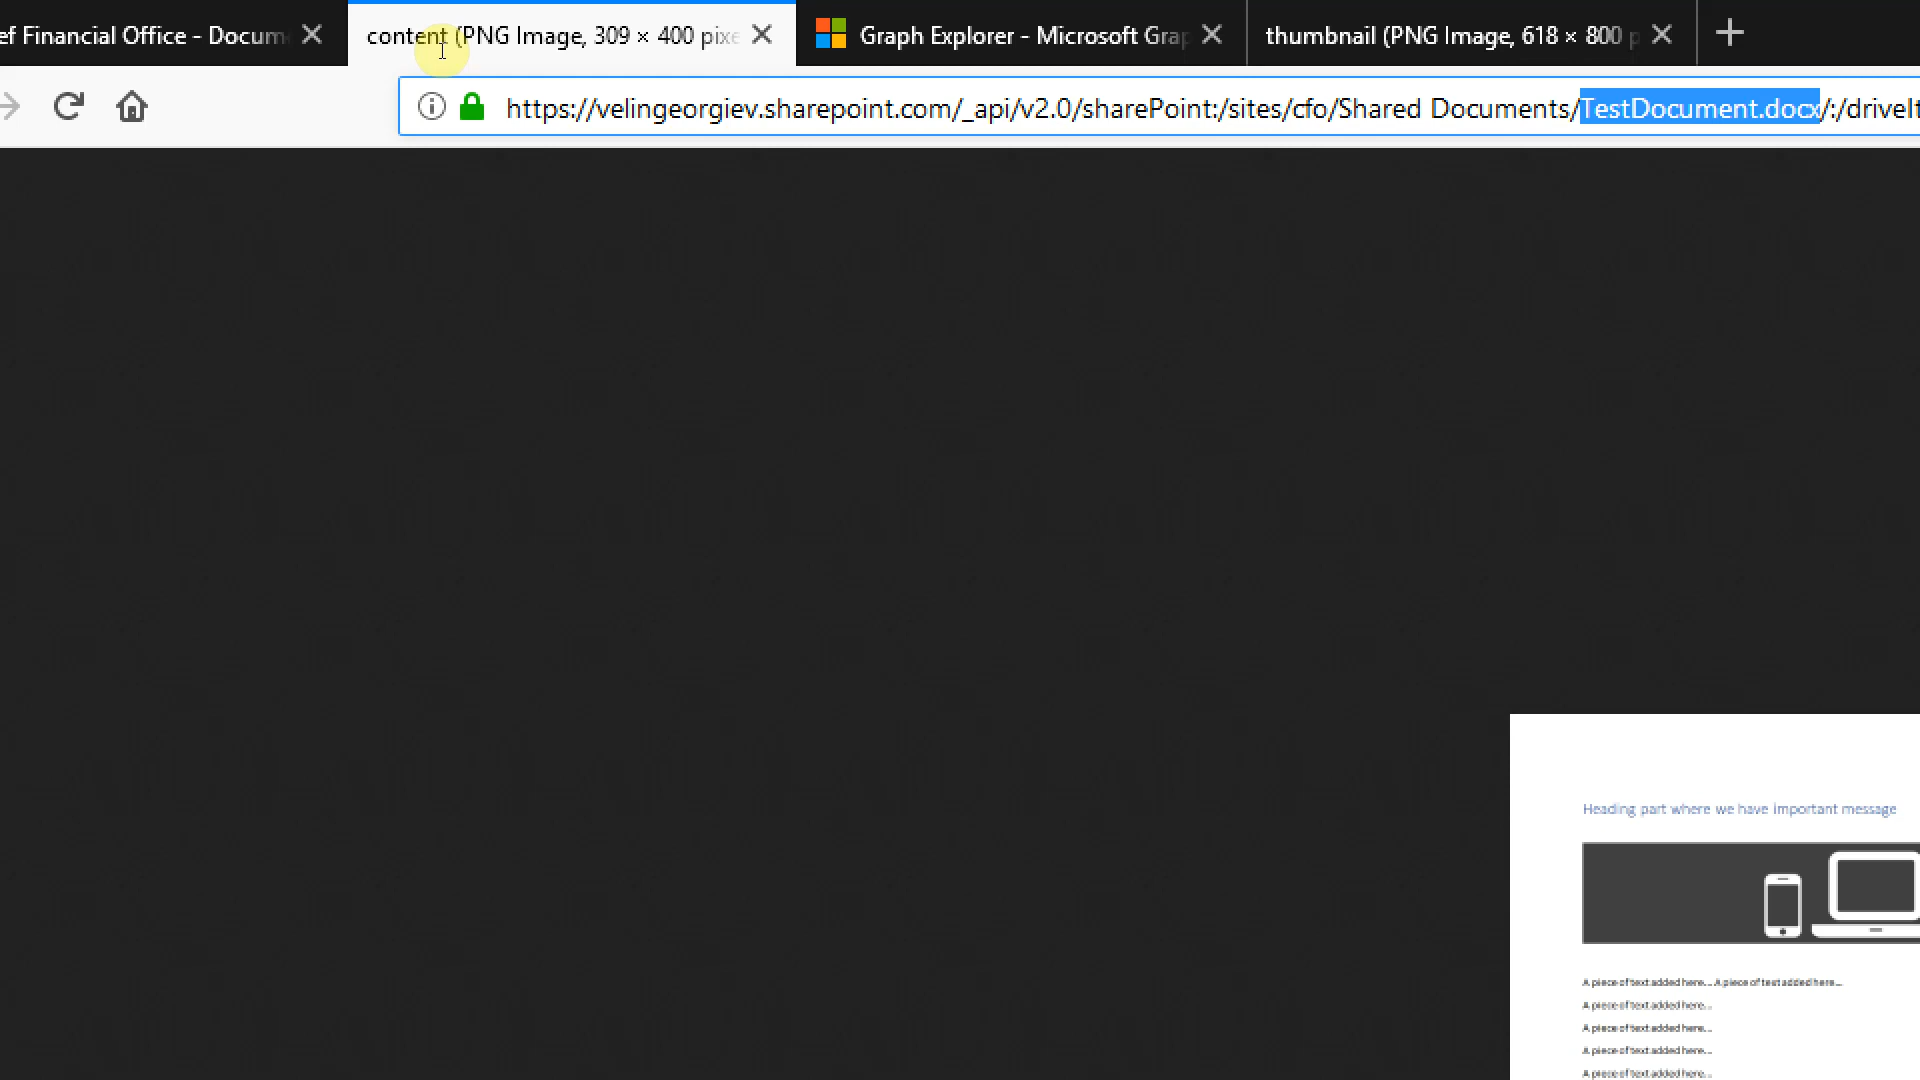 ef Financial Office - Docum
content (PNG Image, 309 × 400 pixe
Graph Explorer - Microsoft Grap
thumbnail (PNG Image, 618 × 800 p
https://velingeorgiev.sharepoint.com/_api/v2.0/sharePoint:/sites/cfo/Shared Documents/TestDocument.docx/:/driveIt
Heading part where we have important message
A piece of text added here... A piece of text added here...
A piece of text added here...
A piece of text added here...
A piece of text added here...
A piece of text added here...